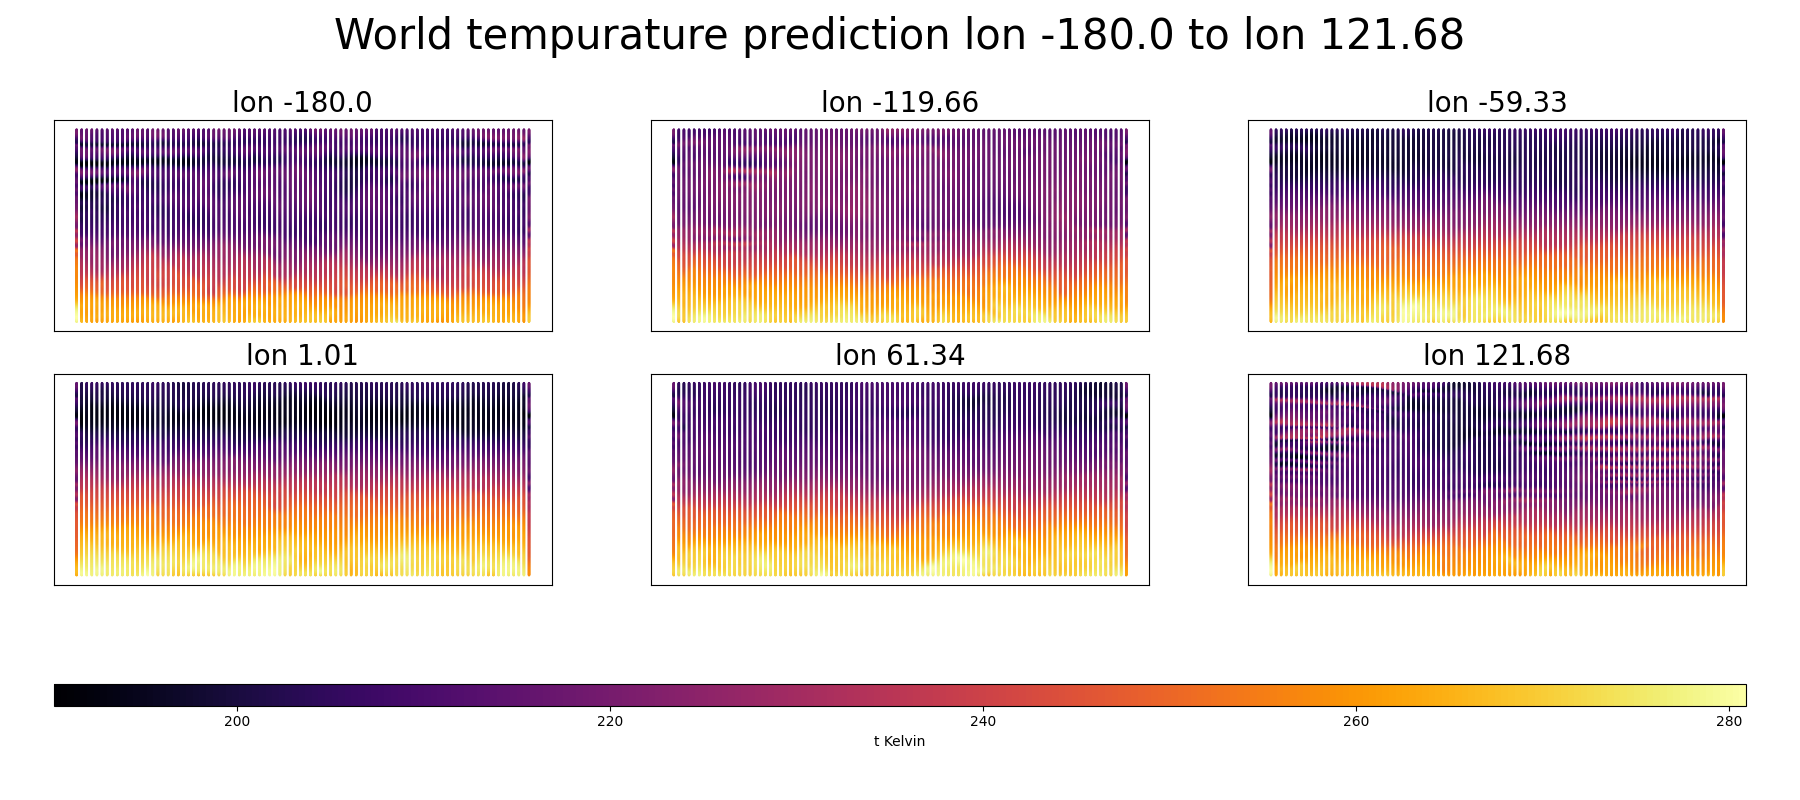 World tempurature prediction lon -180.0 to lon 121.68
lon -180.0
lon -119.66
lon -59.33
lon 1.01
lon 61.34
lon 121.68
200
220
240
260
280
t Kelvin